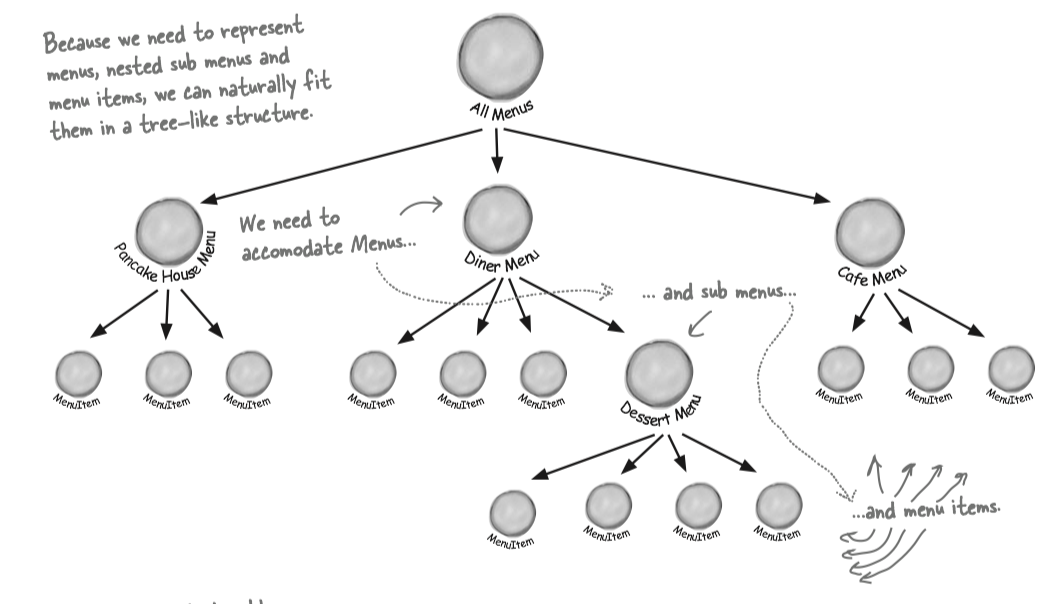 Because we need to represent
menus, nested sub menus and
menu items, we can naturally fit
them in a tree-like structure.
All Menus
We need to
accomodate Menus...
Pancake House Menu
Diner Menu
Cafe Menu
... and sub menus...
MenuItem
MenuItem
MenuItem
MenuItem
MenuItem
MenuItem
Dessert Menu
MenuItem
MenuItem
MenuItem
MenuItem
MenuItem
MenuItem
MenuItem
...and menu items.